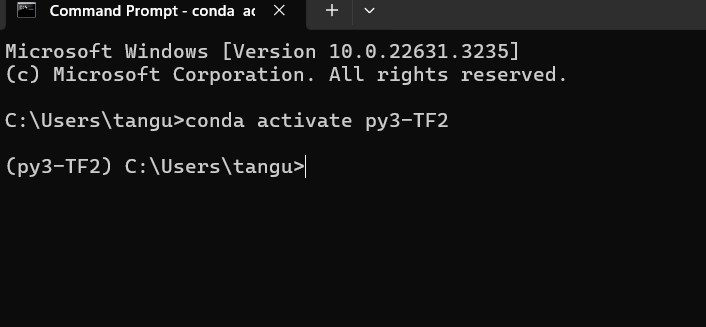 Command Prompt - conda ac
Microsoft Windows [Version 10.0.22631.3235]
(c) Microsoft Corporation. All rights reserved.
C:\Users\tangu>conda activate py3-TF2
(py3-TF2) C:\Users\tangu>